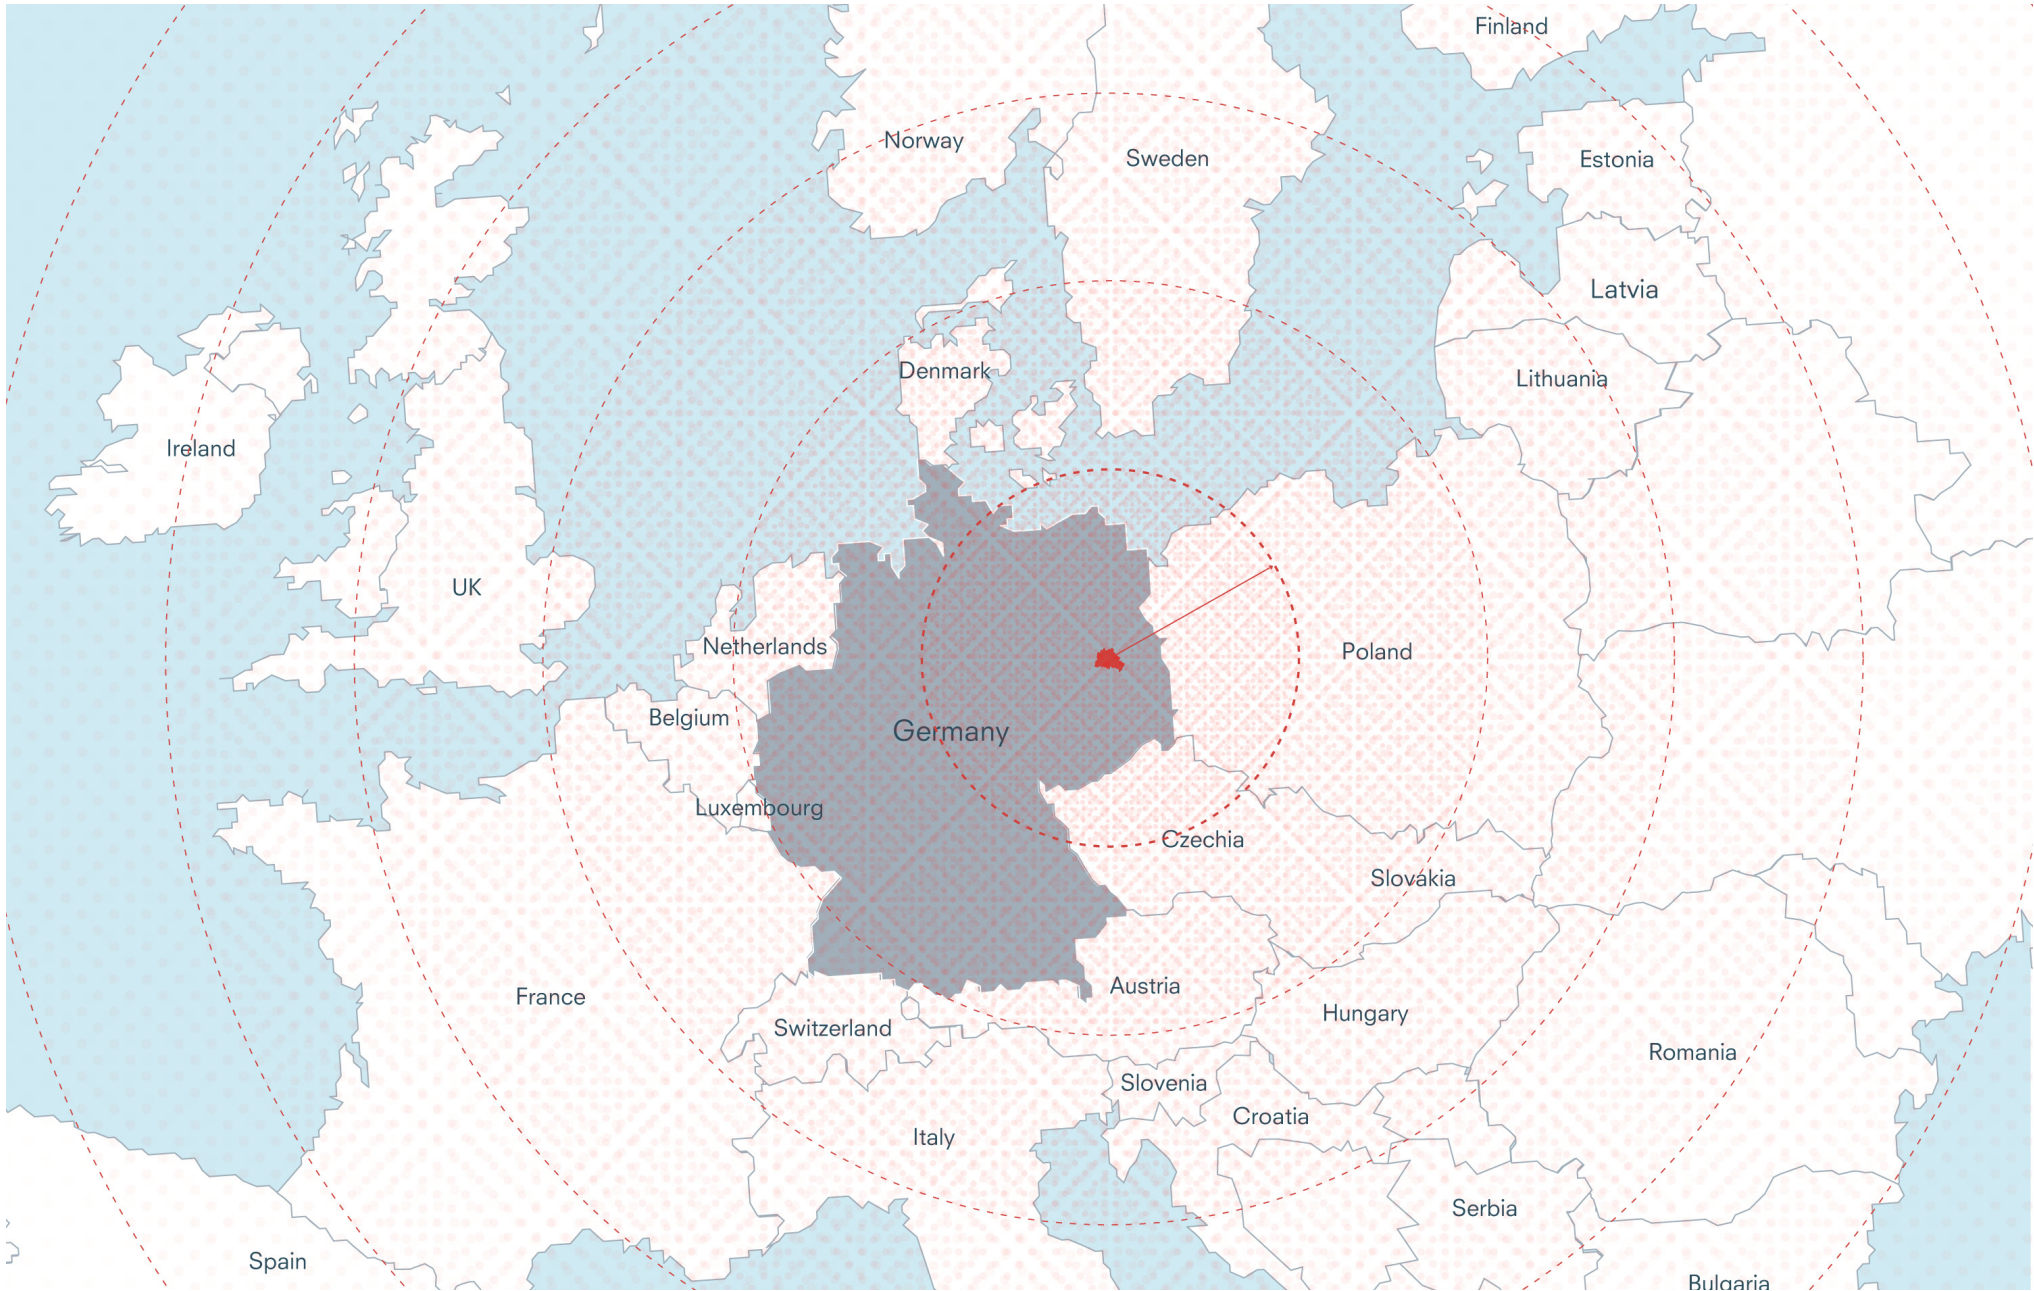 Finland
Norway
Sweden
Estonia
Latvia
Denmark
Lithuania
Ireland
UK
Netherlands
Poland
Belgium
Germany
Luxembourg
Czechia
Slovakia
France
Austria
Switzerland
Hungary
Romania
Slovenia
Croatia
Italy
Serbia
Spain
Bulgaria